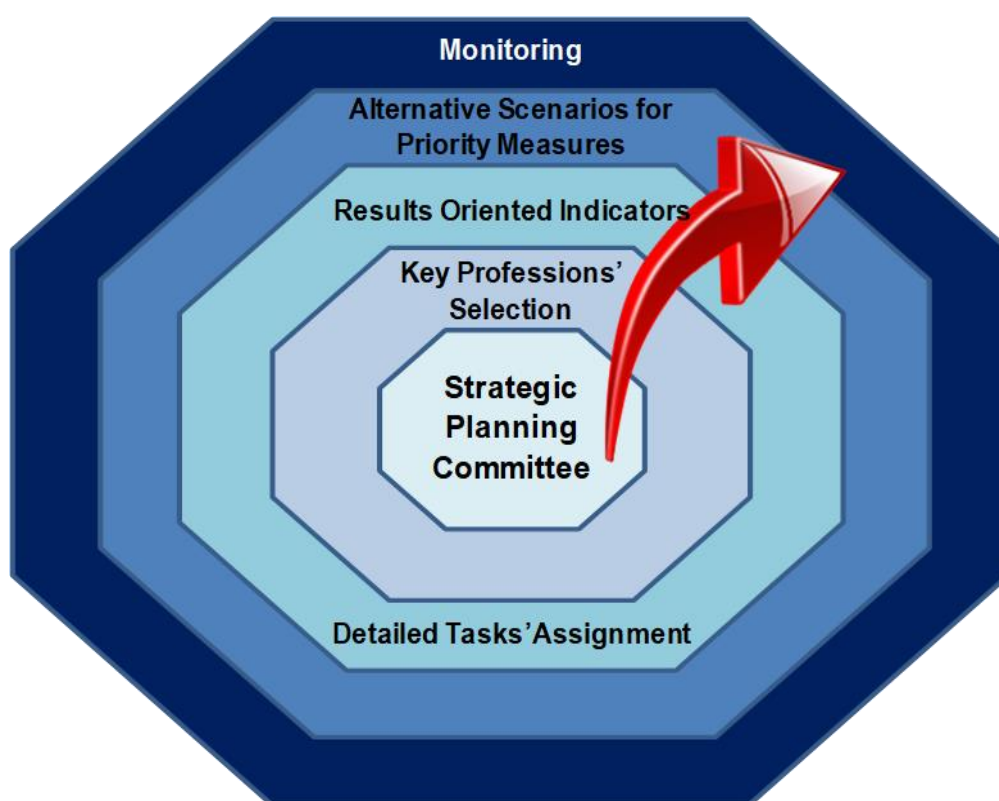 Monitoring
Alternative Scenarios for
Priority Measures
Results Oriented Indicators
Key Professions’
Selection
Strategic
Planning
Committee
Detailed Tasks’ Assignment